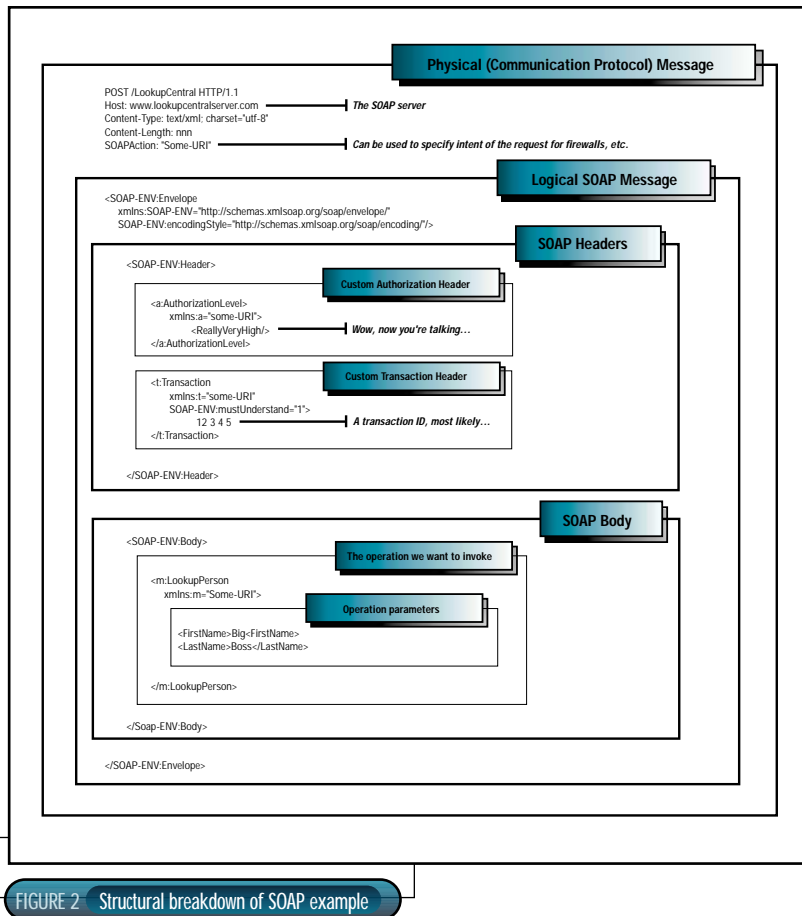 Physical (Communication Protocol) Message
POST /LookupCentral HTTP/1.1
Host: www.lookupcentralserver.com The SOAP server
Content-Type: text/xml; charset="utf-8"
Content-Length: nnn
SOAPAction: "Some-URI" Can be used to specify intent of the request for firewalls, etc.
Logical SOAP Message
<SOAP-ENV:Envelope
xmlns:SOAP-ENV="http://schemas.xmlsoap.org/soap/envelope/"
SOAP-ENV:encodingStyle="http://schemas.xmlsoap.org/soap/encoding/"/>
SOAP Headers
<SOAP-ENV:Header>
Custom Authorization Header
<a:AuthorizationLevel>
xmlns:a="some-URI">
<ReallyVeryHigh/> Wow, now you're talking...
</a:AuthorizationLevel>
Custom Transaction Header
<t:Transaction
xmlns:t="some-URI"
SOAP-ENV:mustUnderstand="1">
12 3 4 5 A transaction ID, most likely...
</t:Transaction>
</SOAP-ENV:Header>
SOAP Body
<SOAP-ENV:Body>
The operation we want to invoke
<m:LookupPerson
xmlns:m="Some-URI">
Operation parameters
<FirstName>Big<FirstName>
<LastName>Boss</LastName>
</m:LookupPerson>
</Soap-ENV:Body>
</SOAP-ENV:Envelope>
FIGURE 2 Structural breakdown of SOAP example